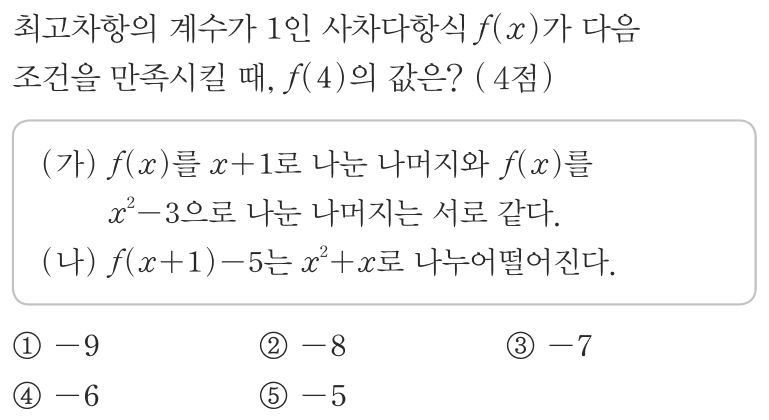 최고차항의 계수가 1인 사차다항식 f(x)가 다음
조건을 만족시킬 때, f(4)의 값은? ( 4점)
(가) f(x)를 x+1로 나눈 나머지와 f(x)를
x²-3으로 나눈 나머지는 서로 같다.
(나) f(x+1)-5는 x²+x로 나누어떨어진다.
① -9 ② -8 ③ -7
④ -6 ⑤ -5